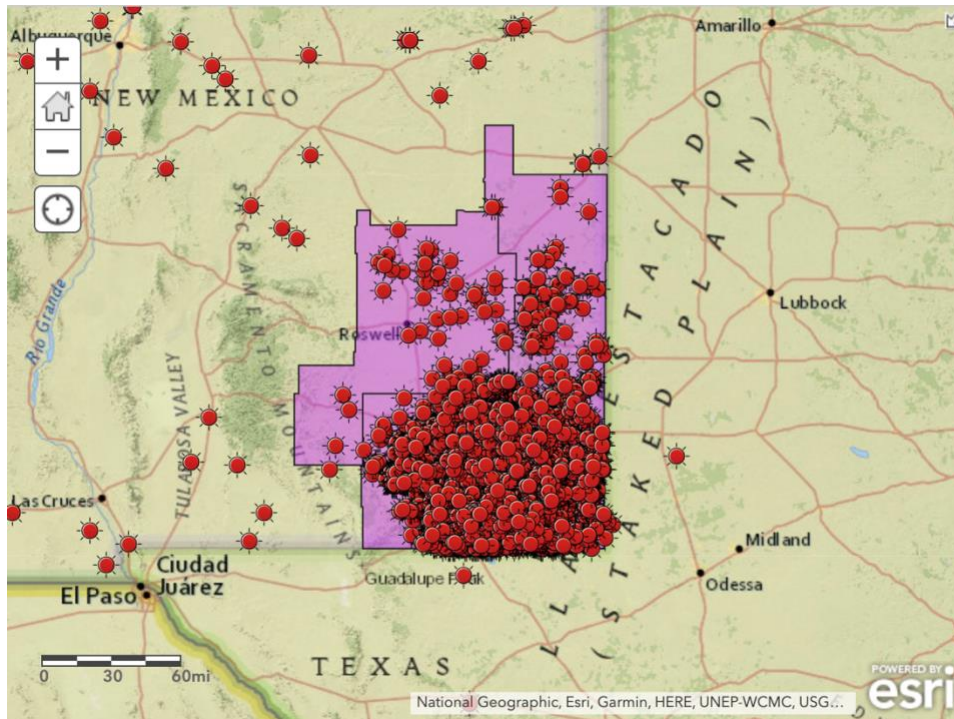 Amarillo
Albuquerque
+
NEW MEXICO
−
SACRAMENTO
MOUNTAINS
LLANO ESTACADO
(STAKED PLAIN)
Rio Grande
Lubbock
Roswell
TULAROSA VALLEY
Las Cruces
Midland
Ciudad
Juárez
Guadalupe
Odessa
El Paso
TEXAS
0 30 60mi
POWERED BY
esri
National Geographic, Esri, Garmin, HERE, UNEP-WCMC, USG...